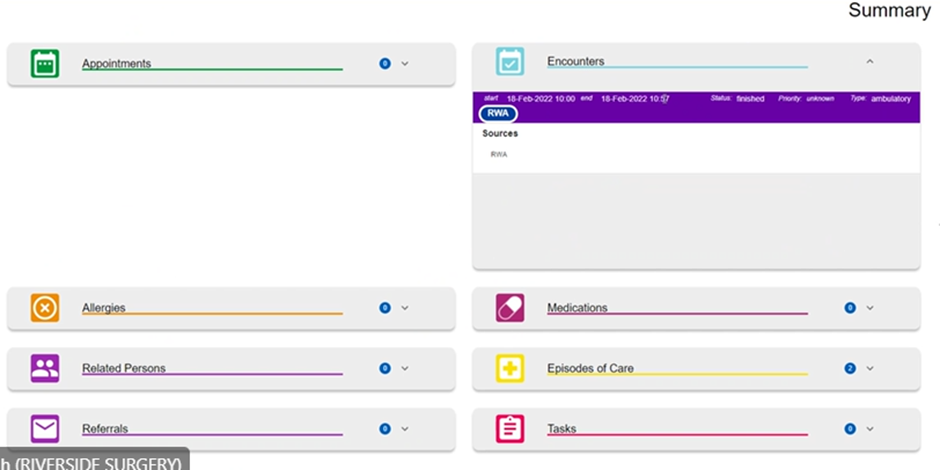 Summary
Appointments 0
Encounters
start 18-Feb-2022 10:00 end 18-Feb-2022 10:57 Status: finished Priority: unknown Type: ambulatory
RWA
Sources
RWA
Allergies 0
Medications 0
Related Persons 0
Episodes of Care 2
Referrals 0
Tasks 0
h (RIVERSIDE SURGERY)